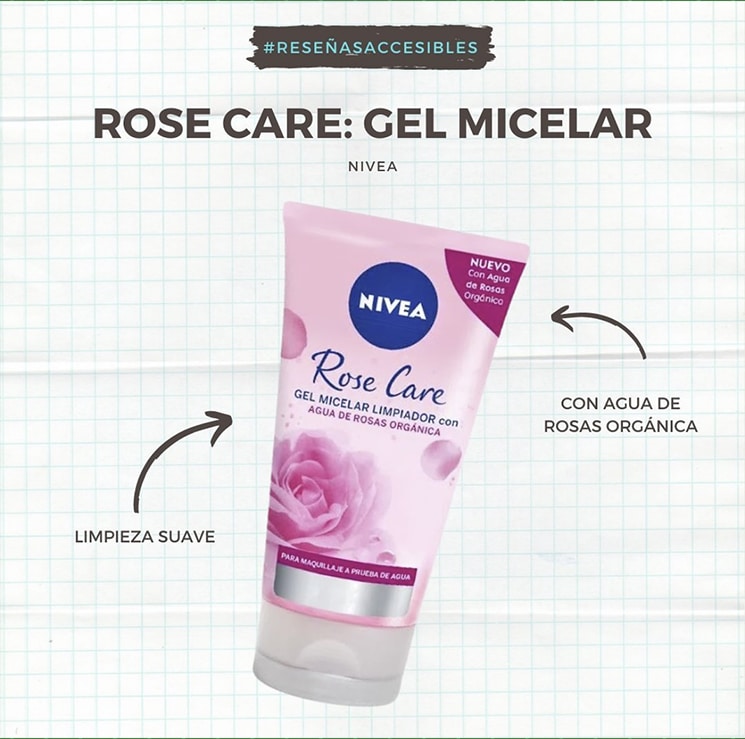 #RESEÑASACCESIBLES
ROSE CARE: GEL MICELAR
NIVEA
NUEVO
Con Agua
de Rosas
Orgánica
NIVEA
Rose Care
GEL MICELAR LIMPIADOR con
AGUA DE ROSAS ORGÁNICA
CON AGUA DE
ROSAS ORGÁNICA
LIMPIEZA SUAVE
PARA MAQUILLAJE A PRUEBA DE AGUA